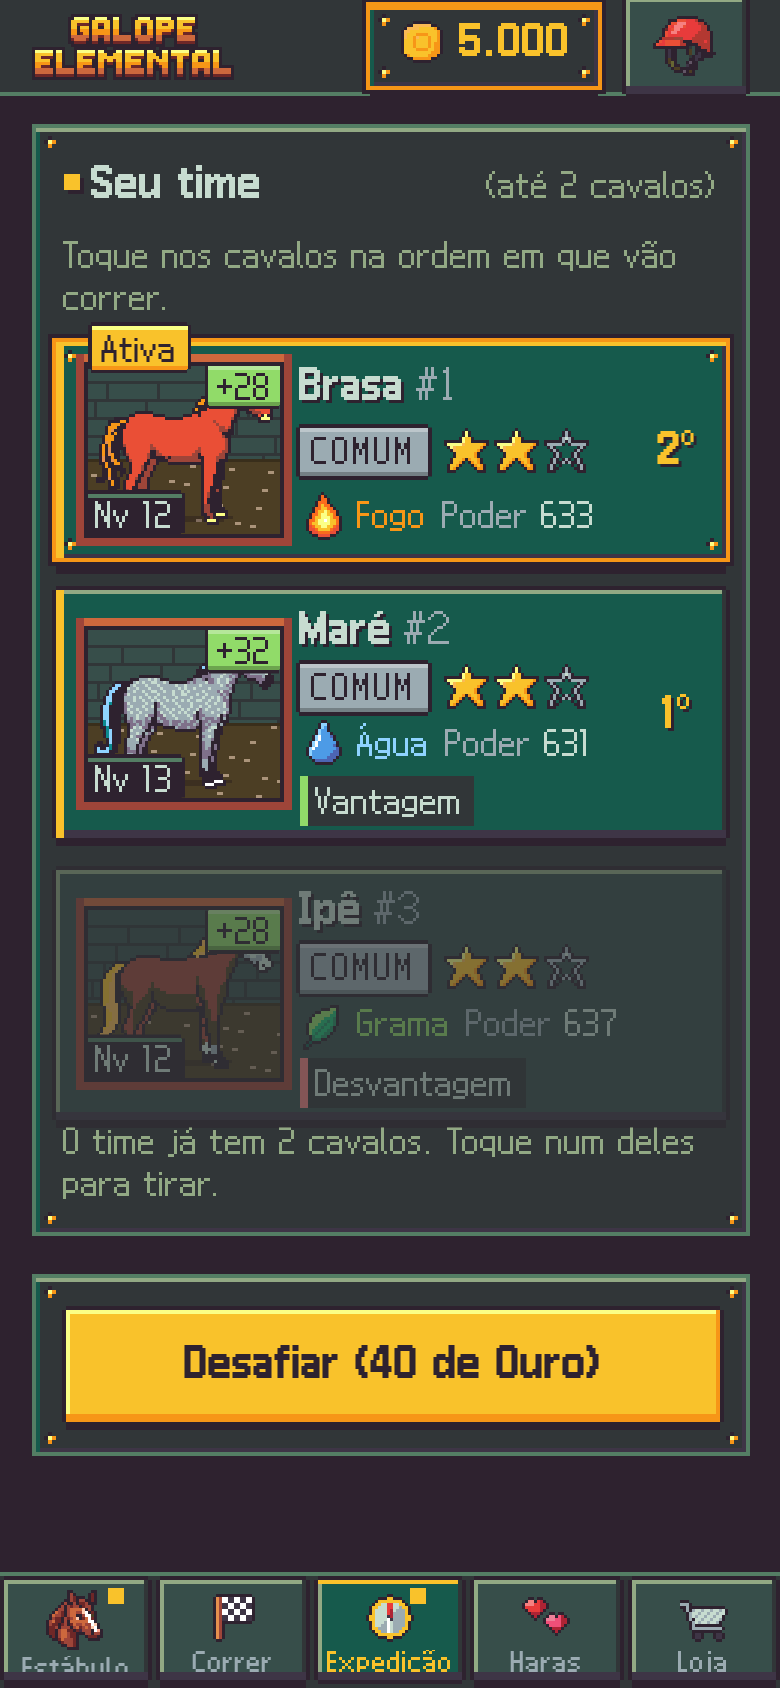 GALOPE
ELEMENTAL
5.000
Seu time
(até 2 cavalos)
Toque nos cavalos na ordem em que vão
correr.
Ativa
+28
Brasa #1
COMUM
2º
Nv 12
Fogo Poder 633
+32
Maré #2
COMUM
1º
Água Poder 631
Nv 13
Vantagem
+28
Ipê #3
COMUM
Grama Poder 637
Nv 12
Desvantagem
O time já tem 2 cavalos. Toque num deles
para tirar.
Desafiar (40 de Ouro)
Estábulo
Correr
Expedição
Haras
Loja